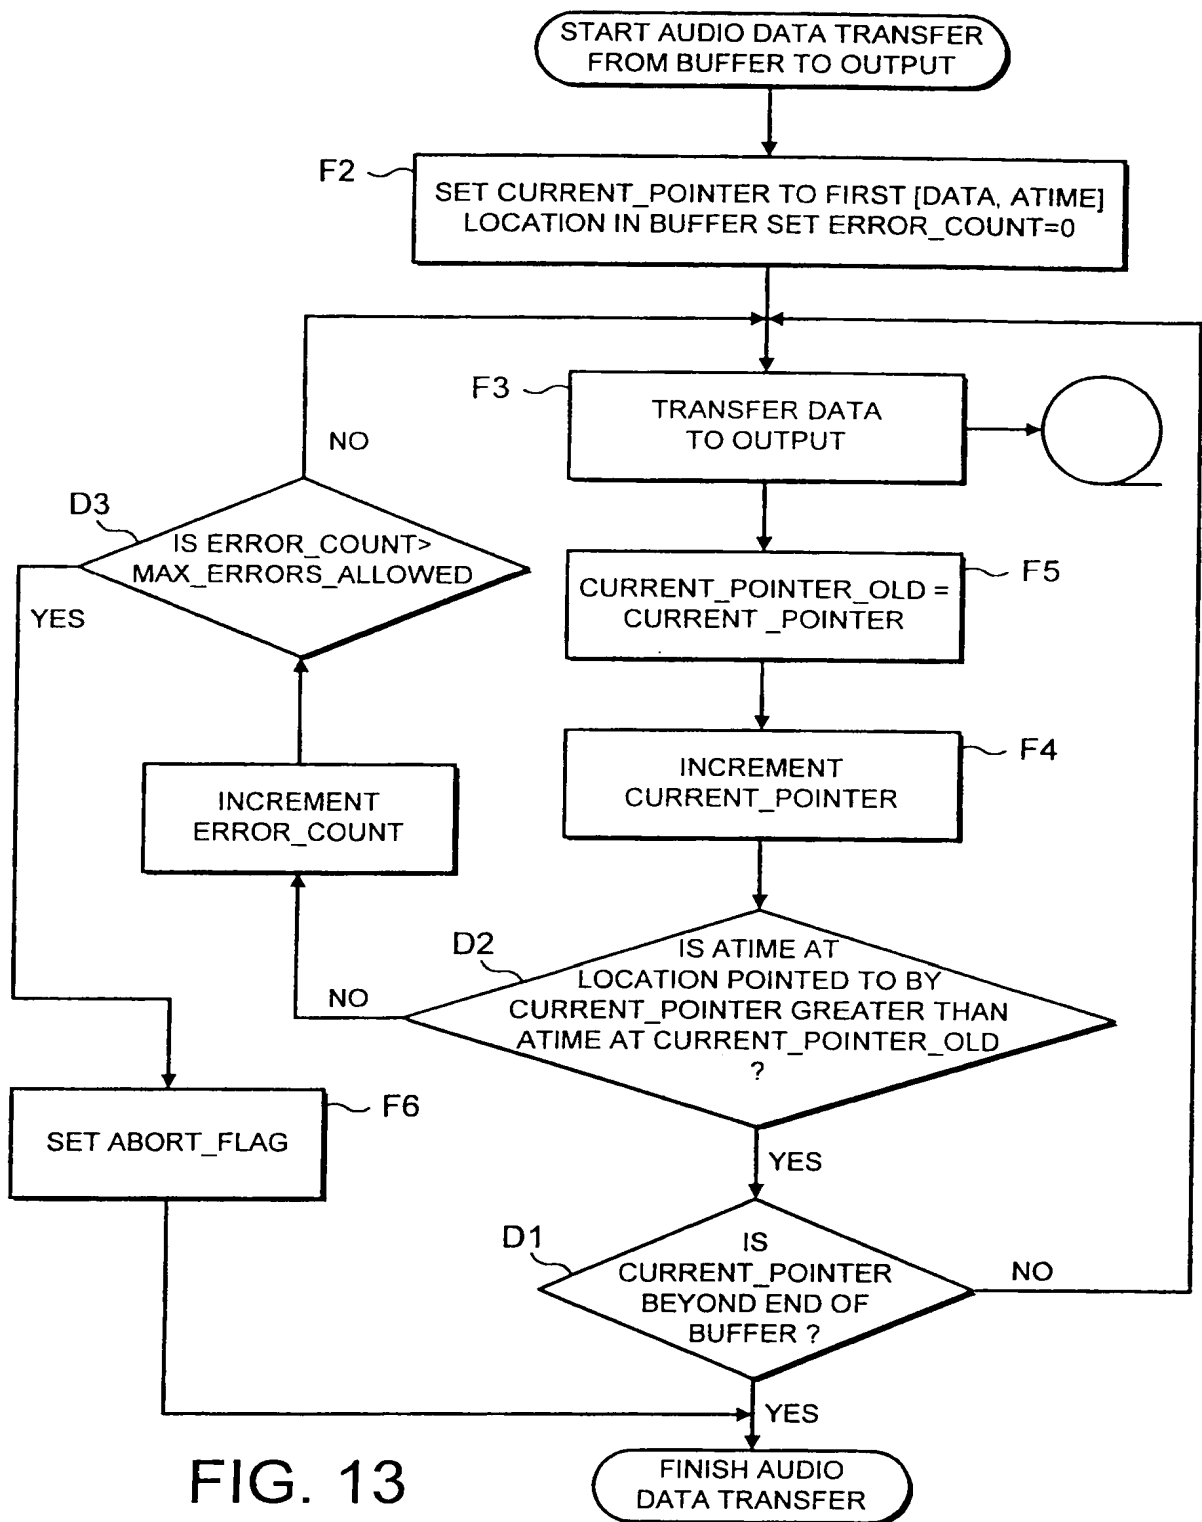 START AUDIO DATA TRANSFER
FROM BUFFER TO OUTPUT
F2
SET CURRENT_POINTER TO FIRST [DATA, ATIME]
LOCATION IN BUFFER SET ERROR_COUNT=0
F3
TRANSFER DATA
TO OUTPUT
NO
D3
IS ERROR_COUNT>
MAX_ERRORS_ALLOWED
YES
F5
CURRENT_POINTER_OLD =
CURRENT _POINTER
F4
INCREMENT
CURRENT_POINTER
INCREMENT
ERROR_COUNT
D2
IS ATIME AT
LOCATION POINTED TO BY
CURRENT_POINTER GREATER THAN
ATIME AT CURRENT_POINTER_OLD
?
NO
F6
SET ABORT_FLAG
YES
D1
IS
CURRENT_POINTER
BEYOND END OF
BUFFER ?
NO
YES
FINISH AUDIO
DATA TRANSFER
FIG. 13